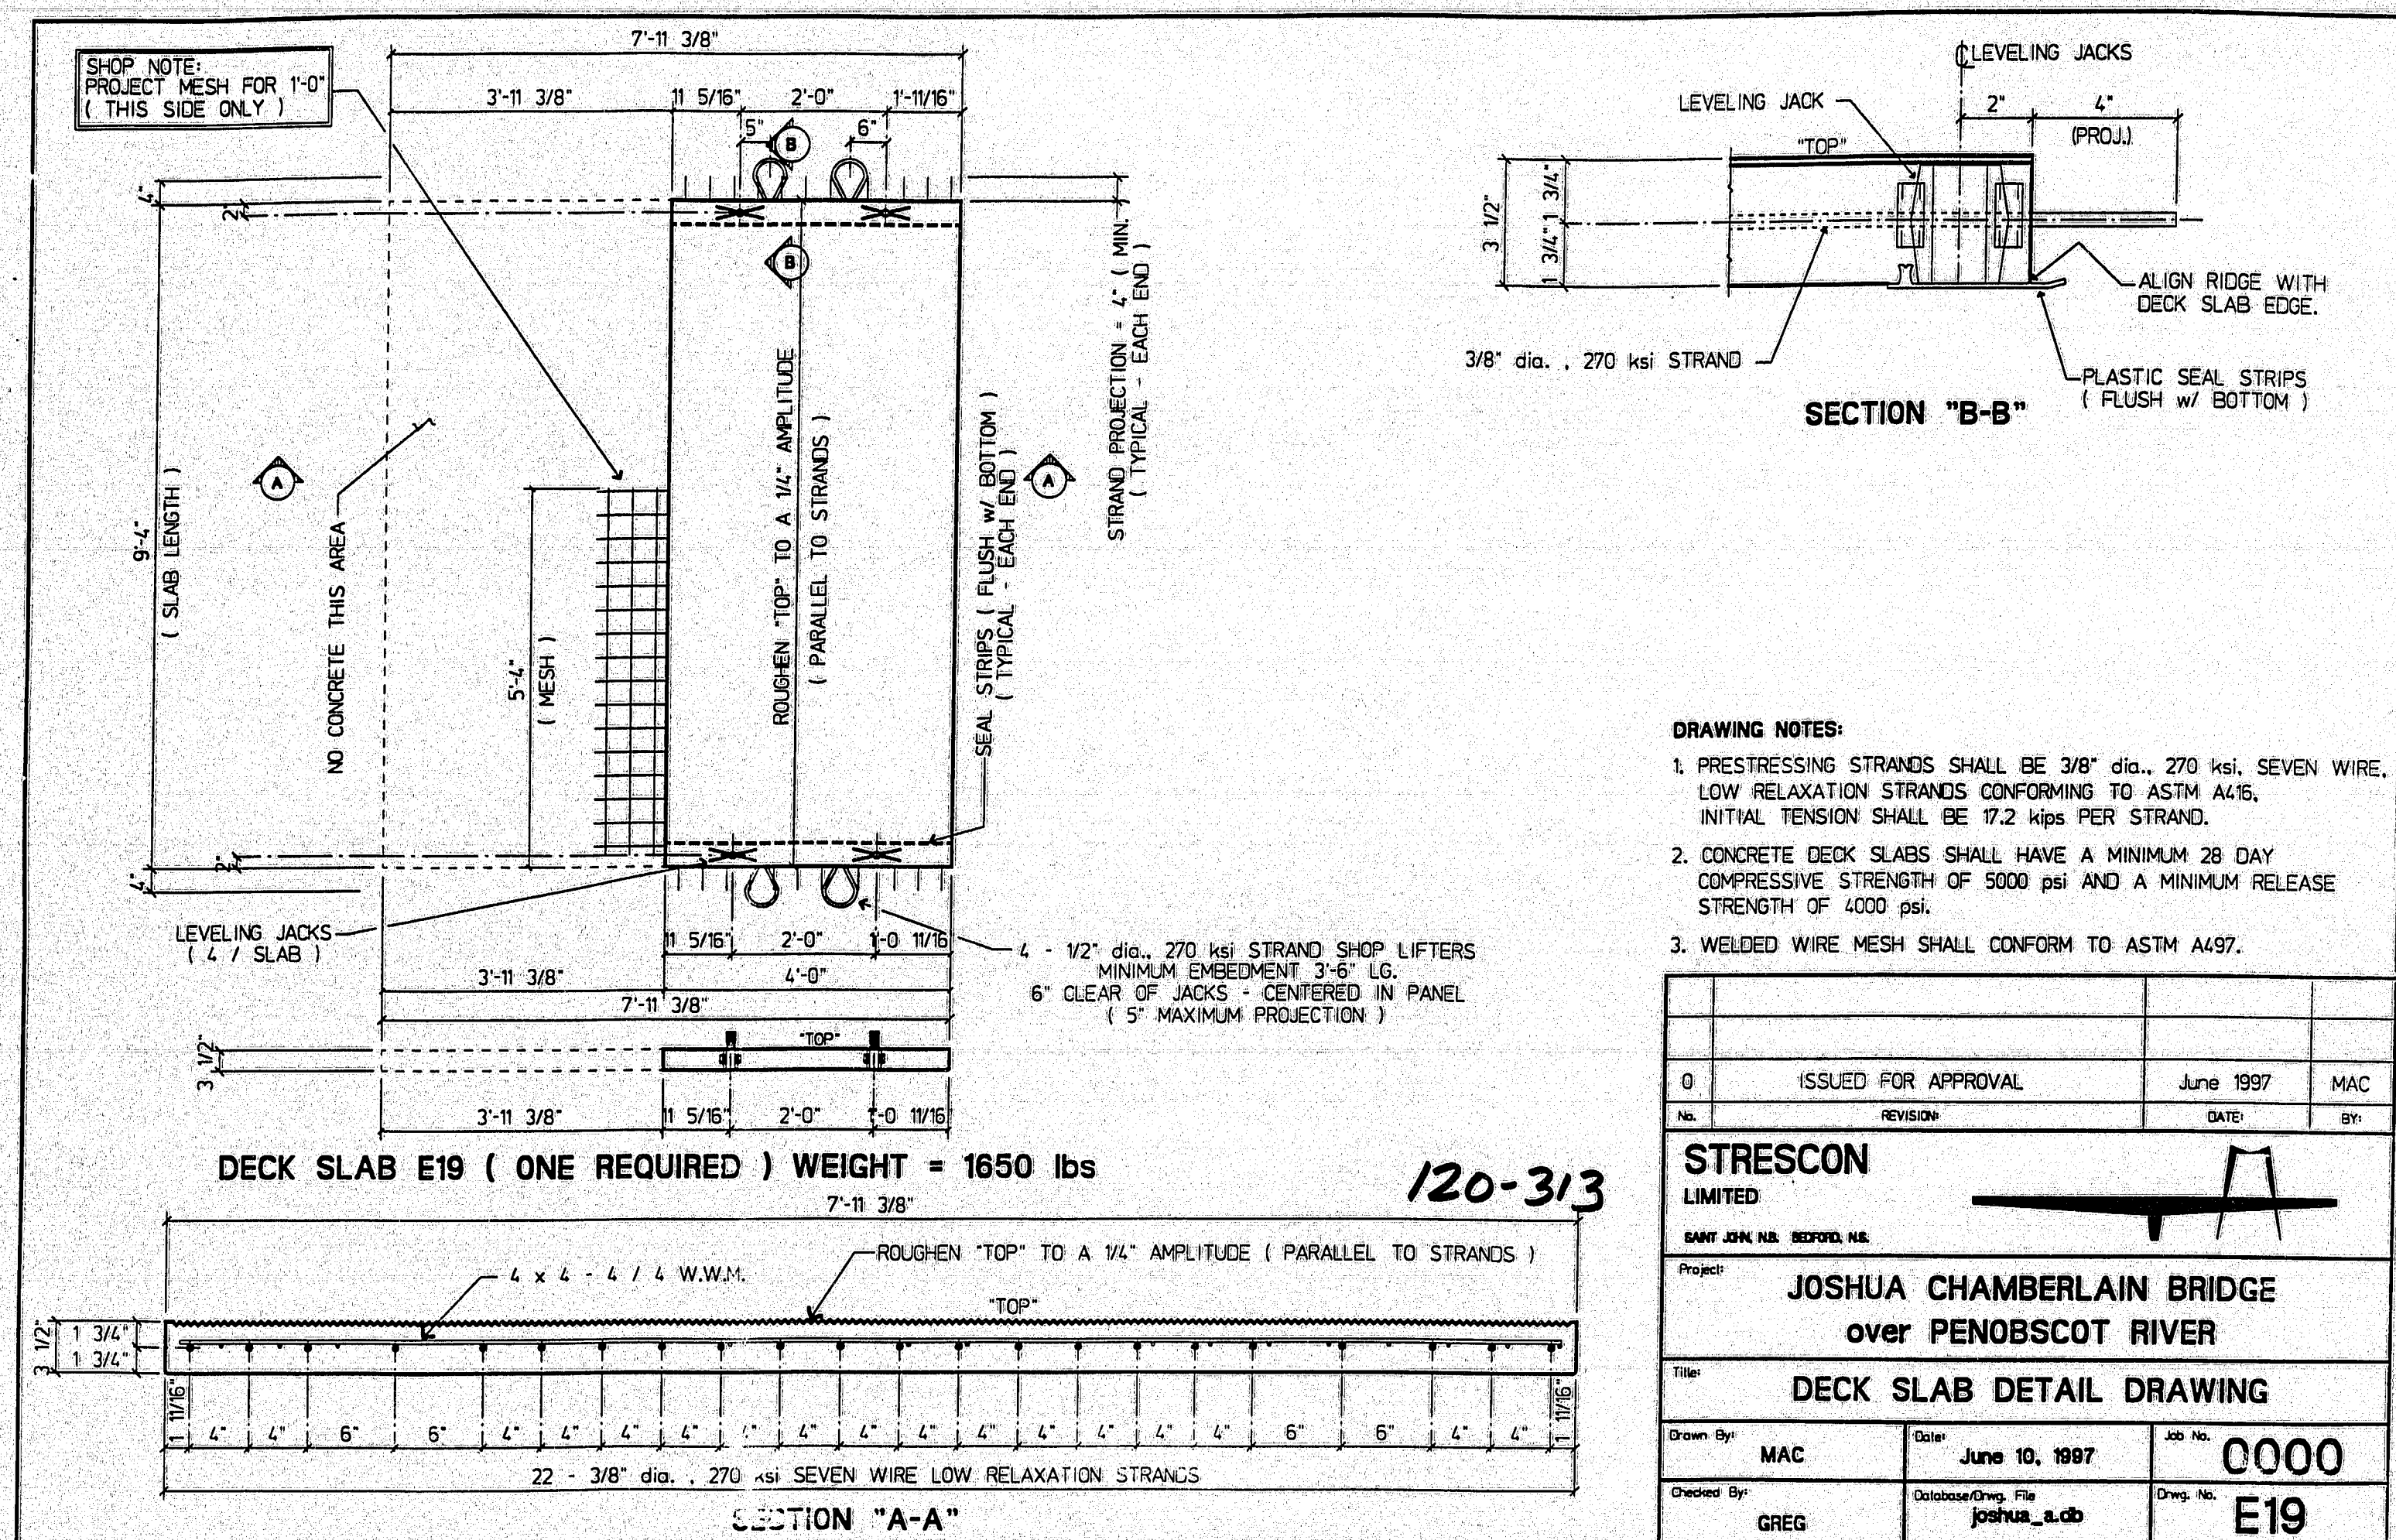 7'-11 3/8"
SHOP NOTE:
PROJECT MESH FOR 1'-0"
( THIS SIDE ONLY )
3'-11 3/8"
11 5/16"
2'-0"
1'-11/16"
5"
6"
B
4"
2"
B
STRAND PROJECTION = 4" ( MIN. )
( TYPICAL - EACH END )
ROUGHEN "TOP" TO A 1/4" AMPLITUDE
( PARALLEL TO STRANDS )
SEAL STRIPS ( FLUSH w/ BOTTOM )
( TYPICAL - EACH END )
A
A
9'-4"
( SLAB LENGTH )
NO CONCRETE THIS AREA
5'-4"
( MESH )
2"
4"
LEVELING JACKS
( 4 / SLAB )
11 5/16"
2'-0"
1'-0 11/16
3'-11 3/8"
4'-0"
7'-11 3/8"
4 - 1/2" dia., 270 ksi STRAND SHOP LIFTERS
MINIMUM EMBEDMENT 3'-6" LG.
6" CLEAR OF JACKS - CENTERED IN PANEL
( 5" MAXIMUM PROJECTION )
"TOP"
3 1/2"
3'-11 3/8"
11 5/16"
2'-0"
1'-0 11/16
DECK SLAB E19 ( ONE REQUIRED ) WEIGHT = 1650 lbs
120-313
7'-11 3/8"
ROUGHEN "TOP" TO A 1/4" AMPLITUDE ( PARALLEL TO STRANDS )
4 x 4 - 4 / 4 W.W.M.
"TOP"
3 1/2"
1 3/4"
1 3/4"
1 11/16"
4" 4" 6" 6" 4" 4" 4" 4" 4" 4" 4" 4" 4" 4" 4" 4" 4" 6" 6" 4" 4"
1 11/16"
22 - 3/8" dia. , 270 ksi SEVEN WIRE LOW RELAXATION STRANDS
SECTION "A-A"
LEVELING JACKS
LEVELING JACK
2"
4"
(PROJ.)
"TOP"
3 1/2"
1 3/4"
1 3/4"
ALIGN RIDGE WITH
DECK SLAB EDGE.
3/8" dia. , 270 ksi STRAND
PLASTIC SEAL STRIPS
( FLUSH w/ BOTTOM )
SECTION "B-B"
DRAWING NOTES:
1. PRESTRESSING STRANDS SHALL BE 3/8" dia., 270 ksi, SEVEN WIRE,
LOW RELAXATION STRANDS CONFORMING TO ASTM A416,
INITIAL TENSION SHALL BE 17.2 kips PER STRAND.
2. CONCRETE DECK SLABS SHALL HAVE A MINIMUM 28 DAY
COMPRESSIVE STRENGTH OF 5000 psi AND A MINIMUM RELEASE
STRENGTH OF 4000 psi.
3. WELDED WIRE MESH SHALL CONFORM TO ASTM A497.
0 ISSUED FOR APPROVAL June 1997 MAC
No. REVISION: DATE: BY:
STRESCON
LIMITED
SAINT JOHN, N.B. BEDFORD, N.S.
Project:
JOSHUA CHAMBERLAIN BRIDGE
over PENOBSCOT RIVER
Title:
DECK SLAB DETAIL DRAWING
Drawn By: MAC
Date: June 10, 1997
Job No. 0000
Checked By: GREG
Database/Drwg. File joshua_a.db
Drwg. No. E19